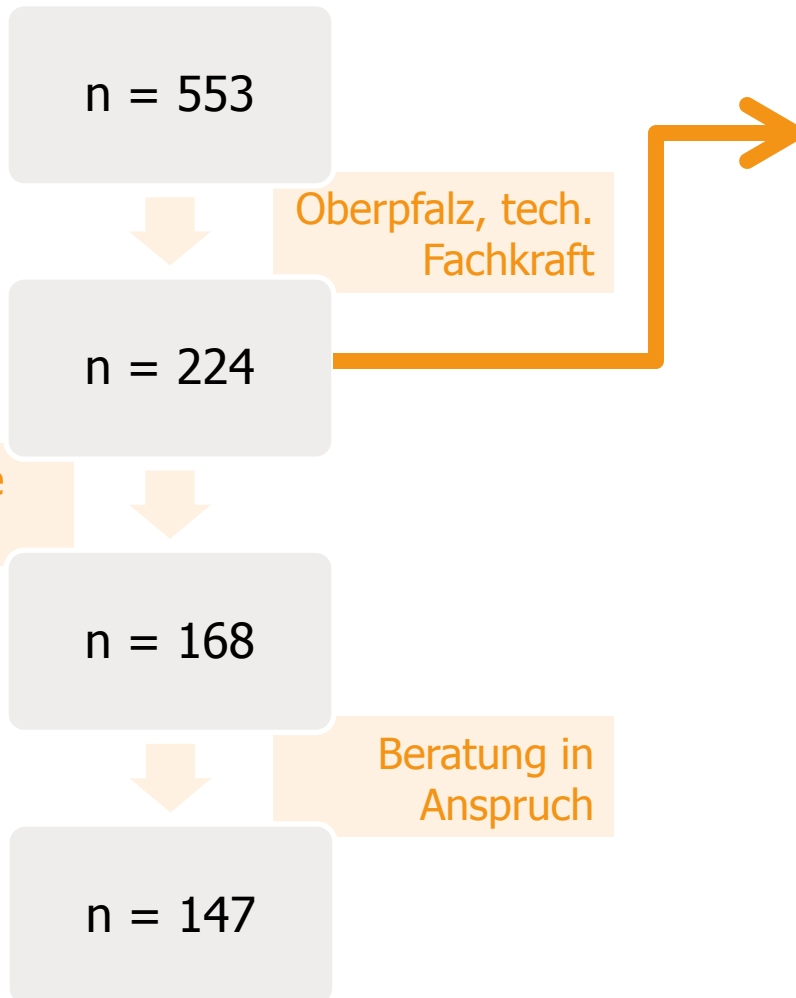 n = 553
Oberpfalz, tech.
Fachkraft
n = 224
n = 168
Beratung in
Anspruch
n = 147